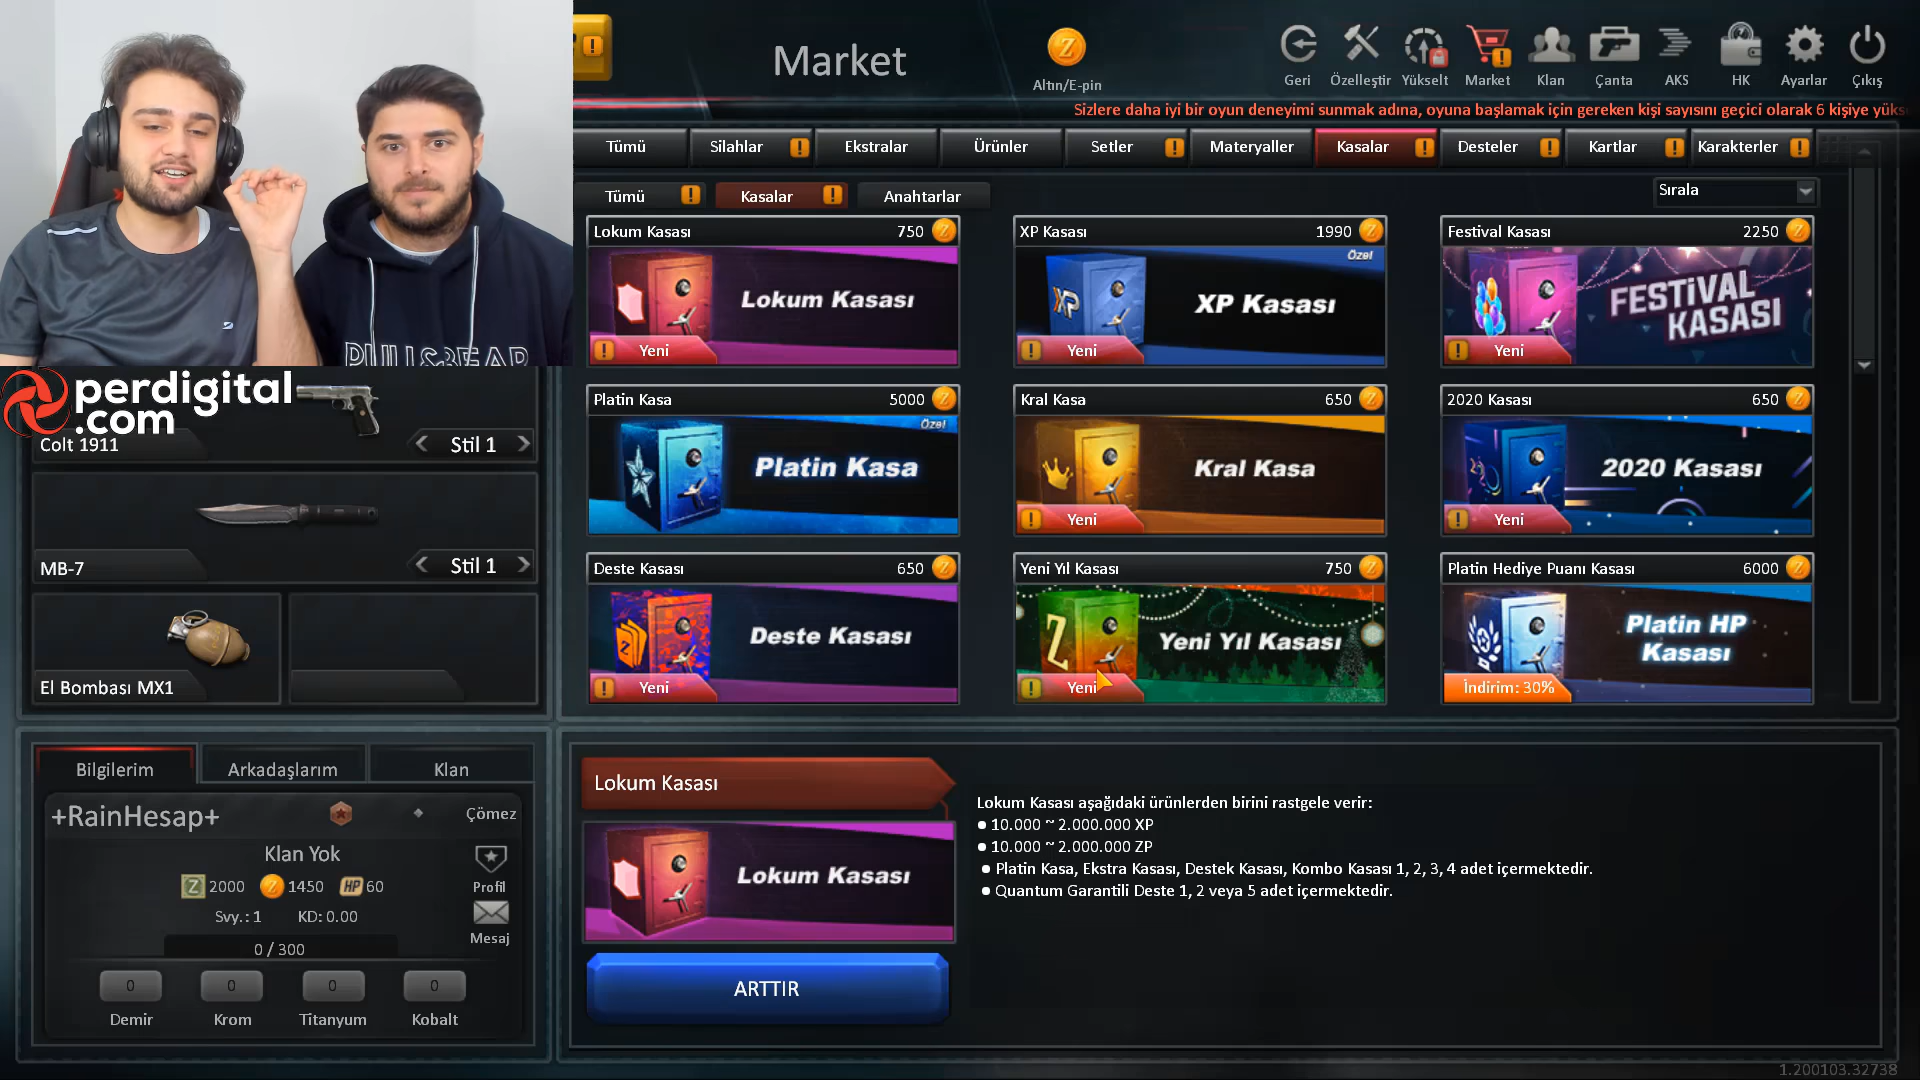 Market
Altın/E-pin
Geri
Özelleştir
Yükselt
Market
Klan
Çanta
AKS
HK
Ayarlar
Çıkış
Sizlere daha iyi bir oyun deneyimi sunmak adına, oyuna başlamak için gereken kişi sayısını geçici olarak 6 kişiye yüks
Tümü
Silahlar
Ekstralar
Ürünler
Setler
Materyaller
Kasalar
Desteler
Kartlar
Karakterler
Tümü
Kasalar
Anahtarlar
Sırala
Lokum Kasası 750
Lokum Kasası
Yeni
XP Kasası 1990
Özel
XP
XP Kasası
Yeni
Festival Kasası 2250
FESTiVAL
KASASI
Yeni
Platin Kasa 5000
Özel
Platin Kasa
Kral Kasa 650
Kral Kasa
Yeni
2020 Kasası 650
2020 Kasası
Yeni
Deste Kasası 650
Deste Kasası
Yeni
Yeni Yıl Kasası 750
Yeni Yıl Kasası
Yeni
Platin Hediye Puanı Kasası 6000
Platin HP
Kasası
İndirim: 30%
PULL&BEAR
perdigital
.com
Colt 1911
Stil 1
MB-7
Stil 1
El Bombası MX1
Bilgilerim
Arkadaşlarım
Klan
+RainHesap+
Çömez
Klan Yok
Z 2000
1450
HP 60
Profil
Svy.: 1
KD: 0.00
Mesaj
0 / 300
0
0
0
0
Demir
Krom
Titanyum
Kobalt
Lokum Kasası
Lokum Kasası
ARTTIR
Lokum Kasası aşağıdaki ürünlerden birini rastgele verir:
● 10.000 ~ 2.000.000 XP
● 10.000 ~ 2.000.000 ZP
● Platin Kasa, Ekstra Kasası, Destek Kasası, Kombo Kasası 1, 2, 3, 4 adet içermektedir.
● Quantum Garantili Deste 1, 2 veya 5 adet içermektedir.
1.200103.32738